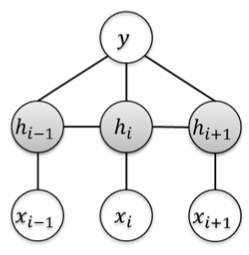 y
h_{i-1} h_i h_{i+1}
x_{i-1} x_i x_{i+1}